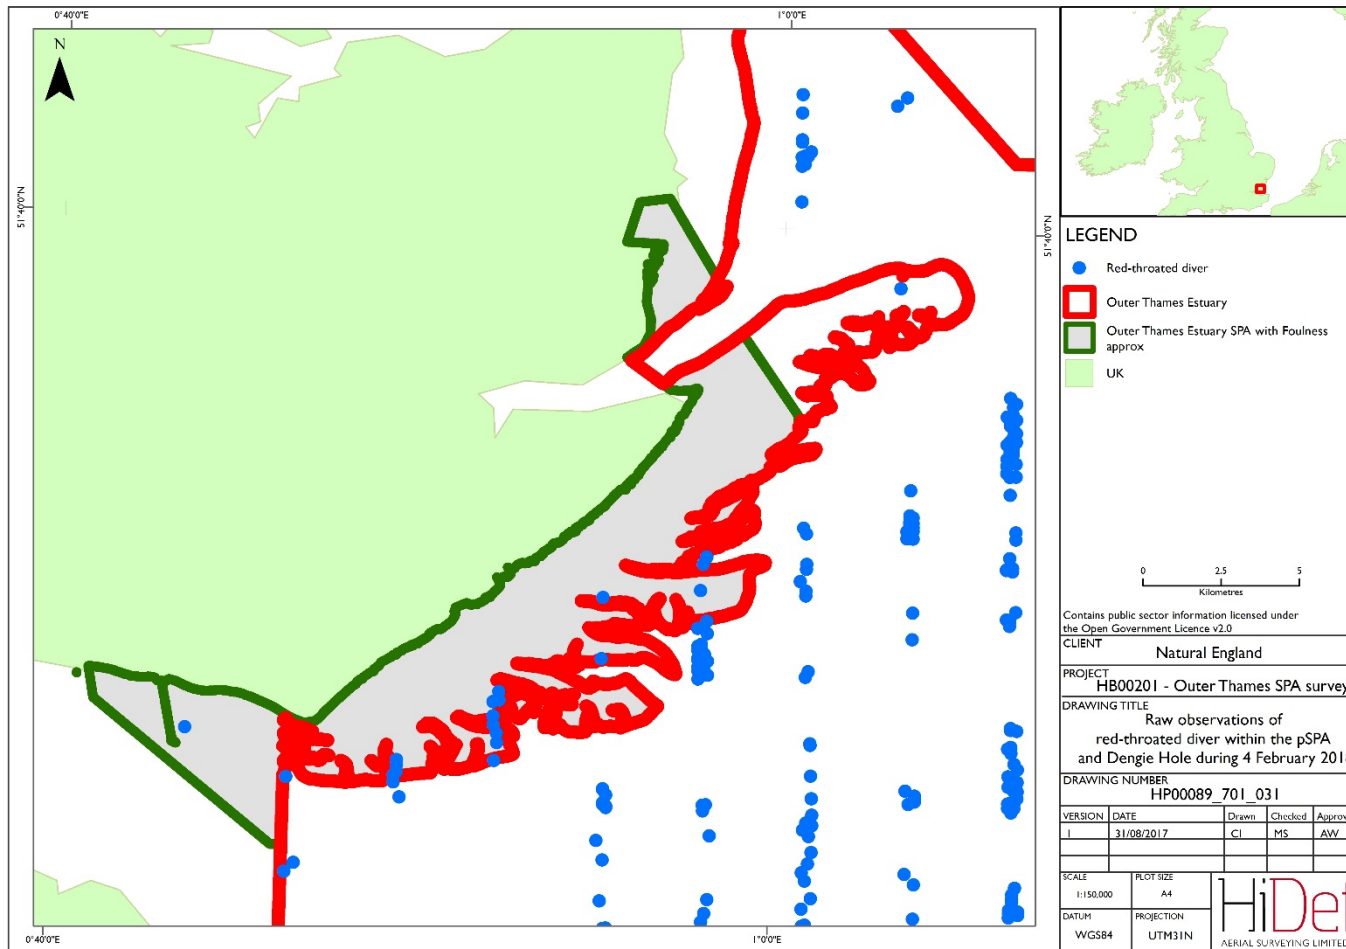 0°40'0"E
1°0'0"E
N
51°40'0"N
51°40'0"N
0°40'0"E
1°0'0"E
LEGEND
Red-throated diver
Outer Thames Estuary
Outer Thames Estuary SPA with Foulness
approx
UK
0 2.5 5
Kilometres
Contains public sector information licensed under
the Open Government Licence v2.0
CLIENT
Natural England
PROJECT
HB00201 - Outer Thames SPA survey
DRAWING TITLE
Raw observations of
red-throated diver within the pSPA
and Dengie Hole during 4 February 201
DRAWING NUMBER
HP00089_701_031
VERSION DATE Drawn Checked Approv
1 31/08/2017 CI MS AW
SCALE PLOT SIZE
1:150,000 A4
DATUM PROJECTION
WGS84 UTM31N
HiDef
AERIAL SURVEYING LIMITED